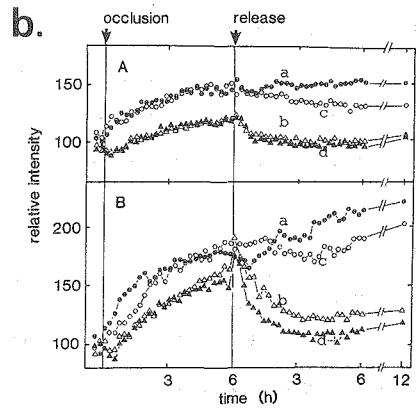 b.
occlusion release
A
150
100
a
c
b
d
relative intensity
B
200
150
100
a
c
b
d
3 6 3 6 12
time (h)